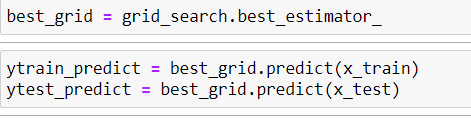 best_grid = grid_search.best_estimator_
ytrain_predict = best_grid.predict(x_train)
ytest_predict = best_grid.predict(x_test)